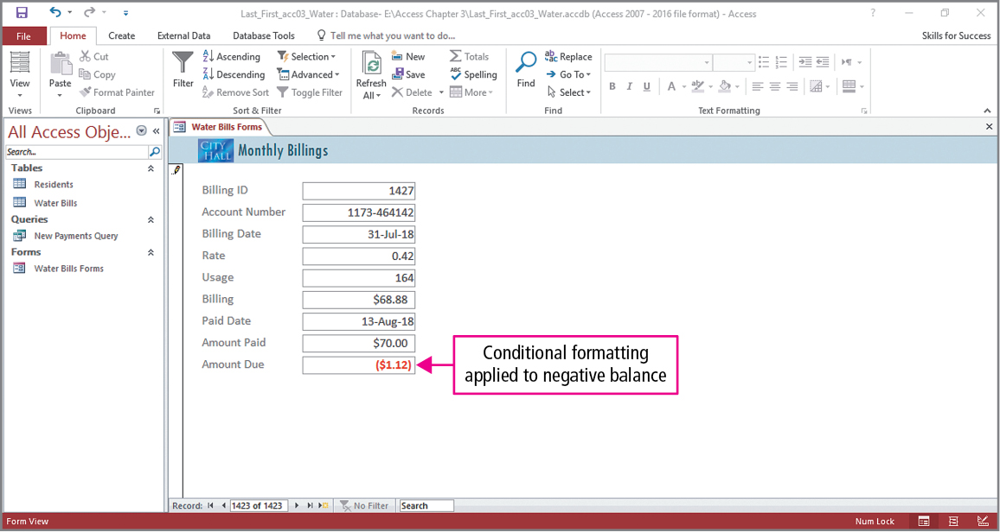 Last_First_acc03_Water : Database- E:\Access Chapter 3\Last_First_acc03_Water.accdb (Access 2007 - 2016 file format) - Access
?
File Home Create External Data Database Tools Tell me what you want to do... Skills for Success
View
Views
Paste
Cut
Copy
Format Painter
Clipboard
Filter
Ascending
Descending
Remove Sort
Selection
Advanced
Toggle Filter
Sort & Filter
Refresh
All
New
Save
Delete
Totals
Spelling
More
Records
Find
Replace
Go To
Select
Find
B I U A
Text Formatting
All Access Obje...
Search...
Tables
Residents
Water Bills
Queries
New Payments Query
Forms
Water Bills Forms
Water Bills Forms
CITY
HALL
Monthly Billings
Billing ID 1427
Account Number 1173-464142
Billing Date 31-Jul-18
Rate 0.42
Usage 164
Billing $68.88
Paid Date 13-Aug-18
Amount Paid $70.00
Amount Due ($1.12)
Conditional formatting
applied to negative balance
Record: 1423 of 1423 No Filter Search
Form View Num Lock